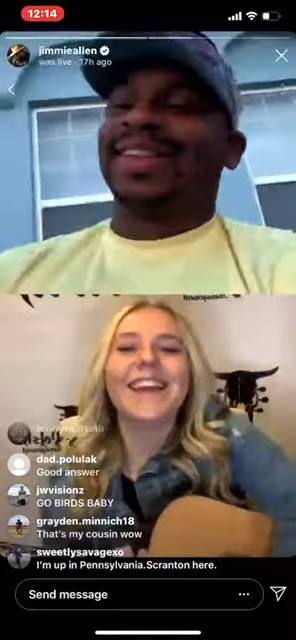 12:14
jimmieallen
was live · 17h ago
dad.polulak
Good answer
jwvisionz
GO BIRDS BABY
grayden.minnich18
That's my cousin wow
sweetlysavagexo
I'm up in Pennsylvania.Scranton here.
Send message